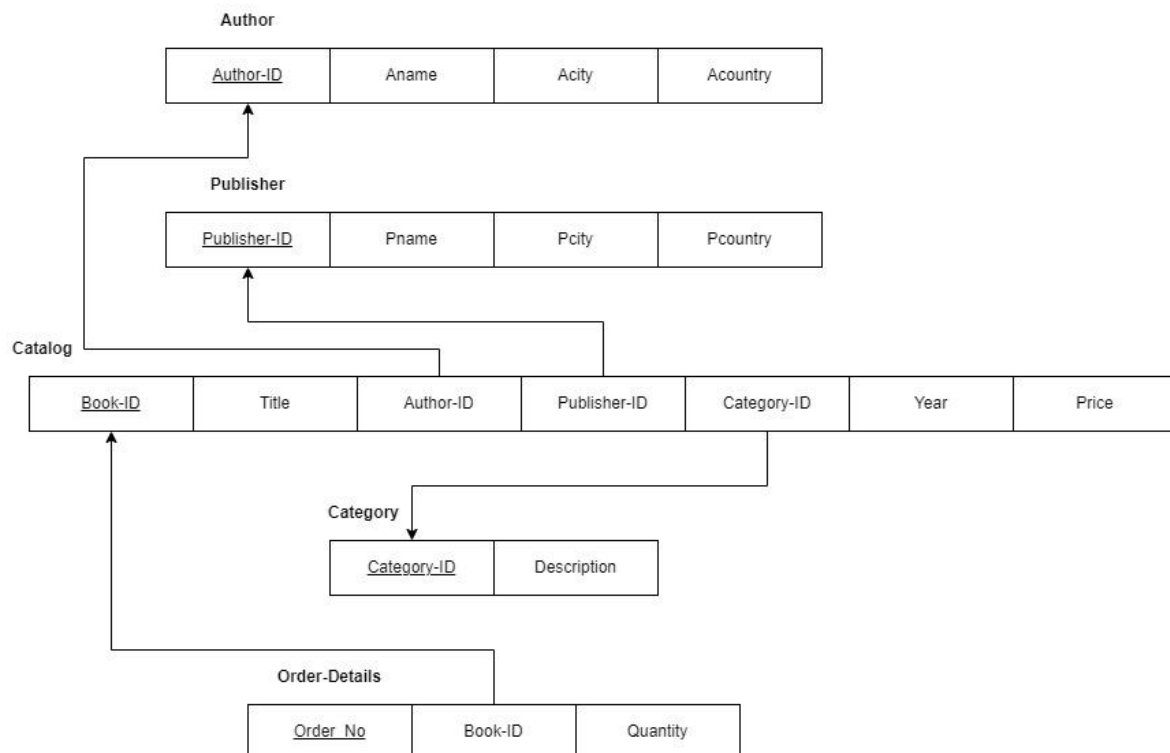 Author
Author-ID Aname Acity Acountry
Publisher
Publisher-ID Pname Pcity Pcountry
Catalog
Book-ID Title Author-ID Publisher-ID Category-ID Year Price
Category
Category-ID Description
Order-Details
Order_No Book-ID Quantity